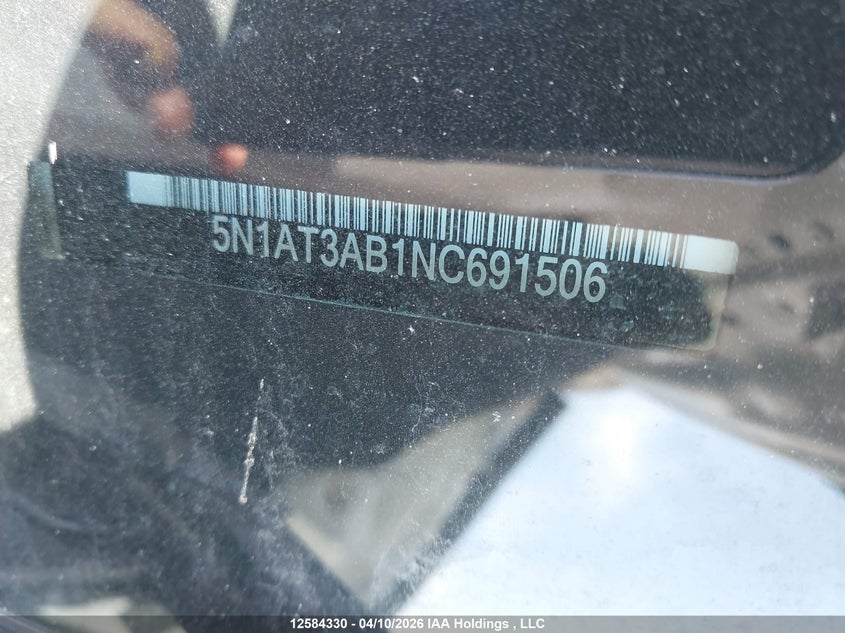 5N1AT3AB1NC691506
12584330 - 04/10/2026 IAA Holdings , LLC